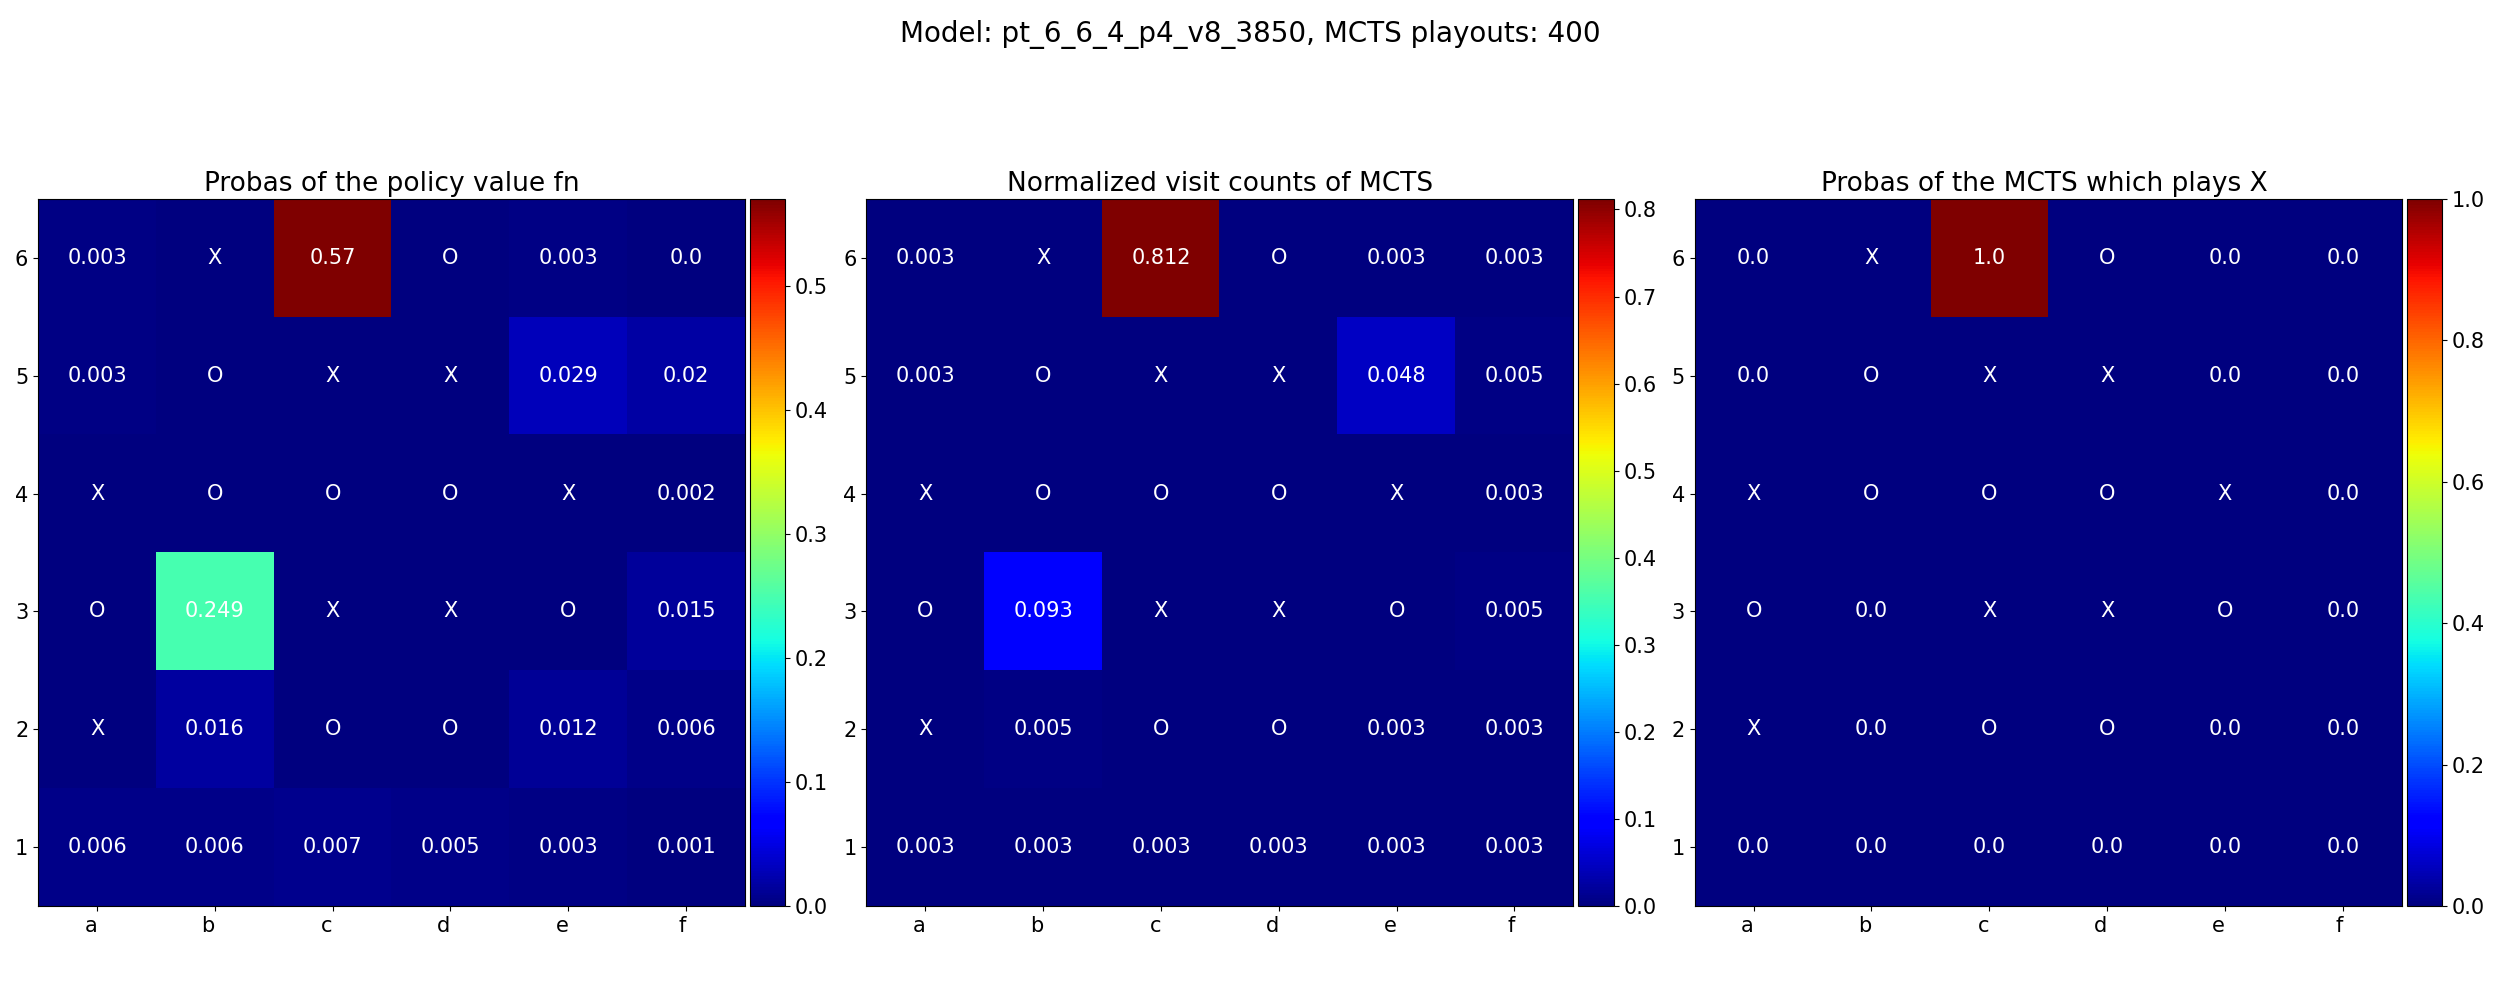 Model: pt_6_6_4_p4_v8_3850, MCTS playouts: 400
Probas of the policy value fn
6 0.003 X 0.57 O 0.003 0.0
5 0.003 O X X 0.029 0.02
4 X O O O X 0.002
3 O 0.249 X X O 0.015
2 X 0.016 O O 0.012 0.006
1 0.006 0.006 0.007 0.005 0.003 0.001
a b c d e f
0.5
0.4
0.3
0.2
0.1
0.0
Normalized visit counts of MCTS
6 0.003 X 0.812 O 0.003 0.003
5 0.003 O X X 0.048 0.005
4 X O O O X 0.003
3 O 0.093 X X O 0.005
2 X 0.005 O O 0.003 0.003
1 0.003 0.003 0.003 0.003 0.003 0.003
a b c d e f
0.8
0.7
0.6
0.5
0.4
0.3
0.2
0.1
0.0
Probas of the MCTS which plays X
6 0.0 X 1.0 O 0.0 0.0
5 0.0 O X X 0.0 0.0
4 X O O O X 0.0
3 O 0.0 X X O 0.0
2 X 0.0 O O 0.0 0.0
1 0.0 0.0 0.0 0.0 0.0 0.0
a b c d e f
1.0
0.8
0.6
0.4
0.2
0.0